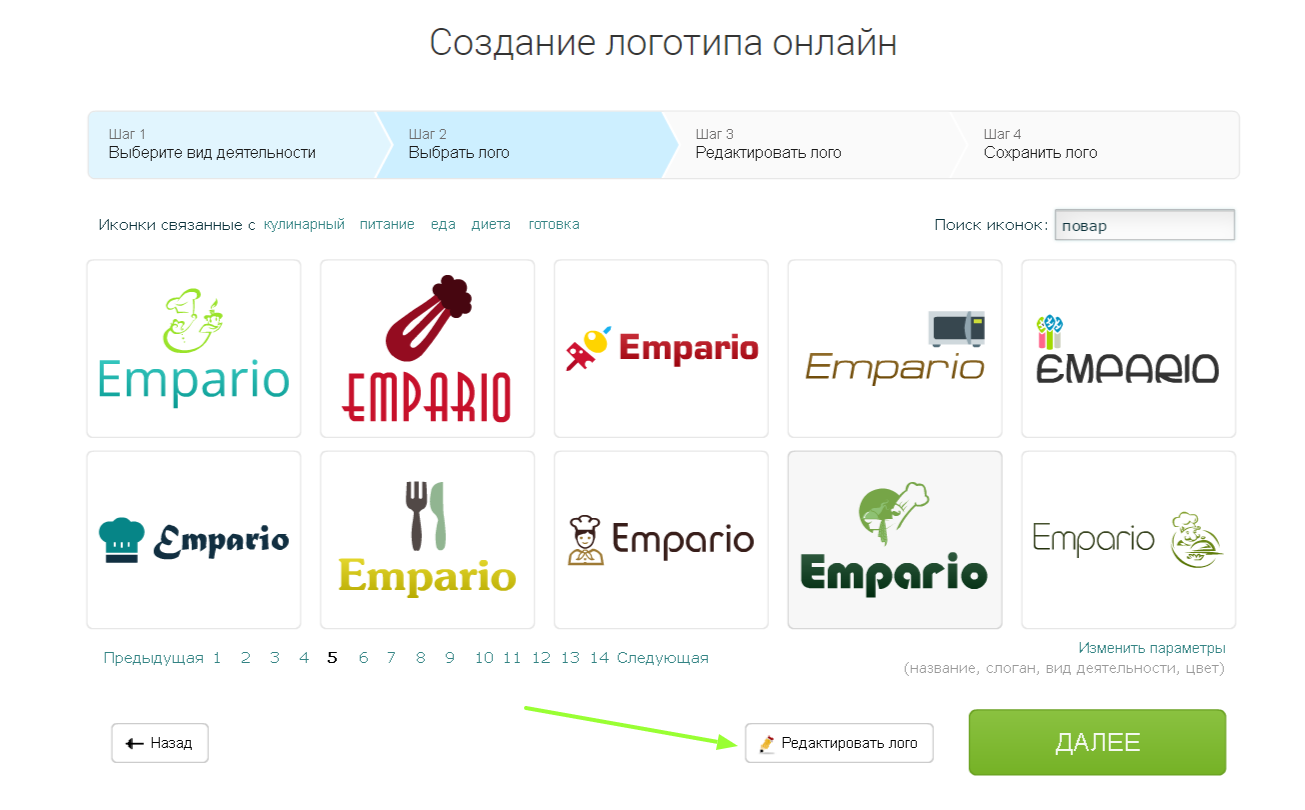 Создание логотипа онлайн
Шаг 1
Выберите вид деятельности
Шаг 2
Выбрать лого
Шаг 3
Редактировать лого
Шаг 4
Сохранить лого
Иконки связанные с кулинарный питание еда диета готовка
Поиск иконок: повар
Empario
EMPARIO
Empario
Empario
EMPARIO
Empario
Empario
Empario
Empario
Empario
Предыдущая 1 2 3 4 5 6 7 8 9 10 11 12 13 14 Следующая
Изменить параметры
(название, слоган, вид деятельности, цвет)
Назад
Редактировать лого
ДАЛЕЕ